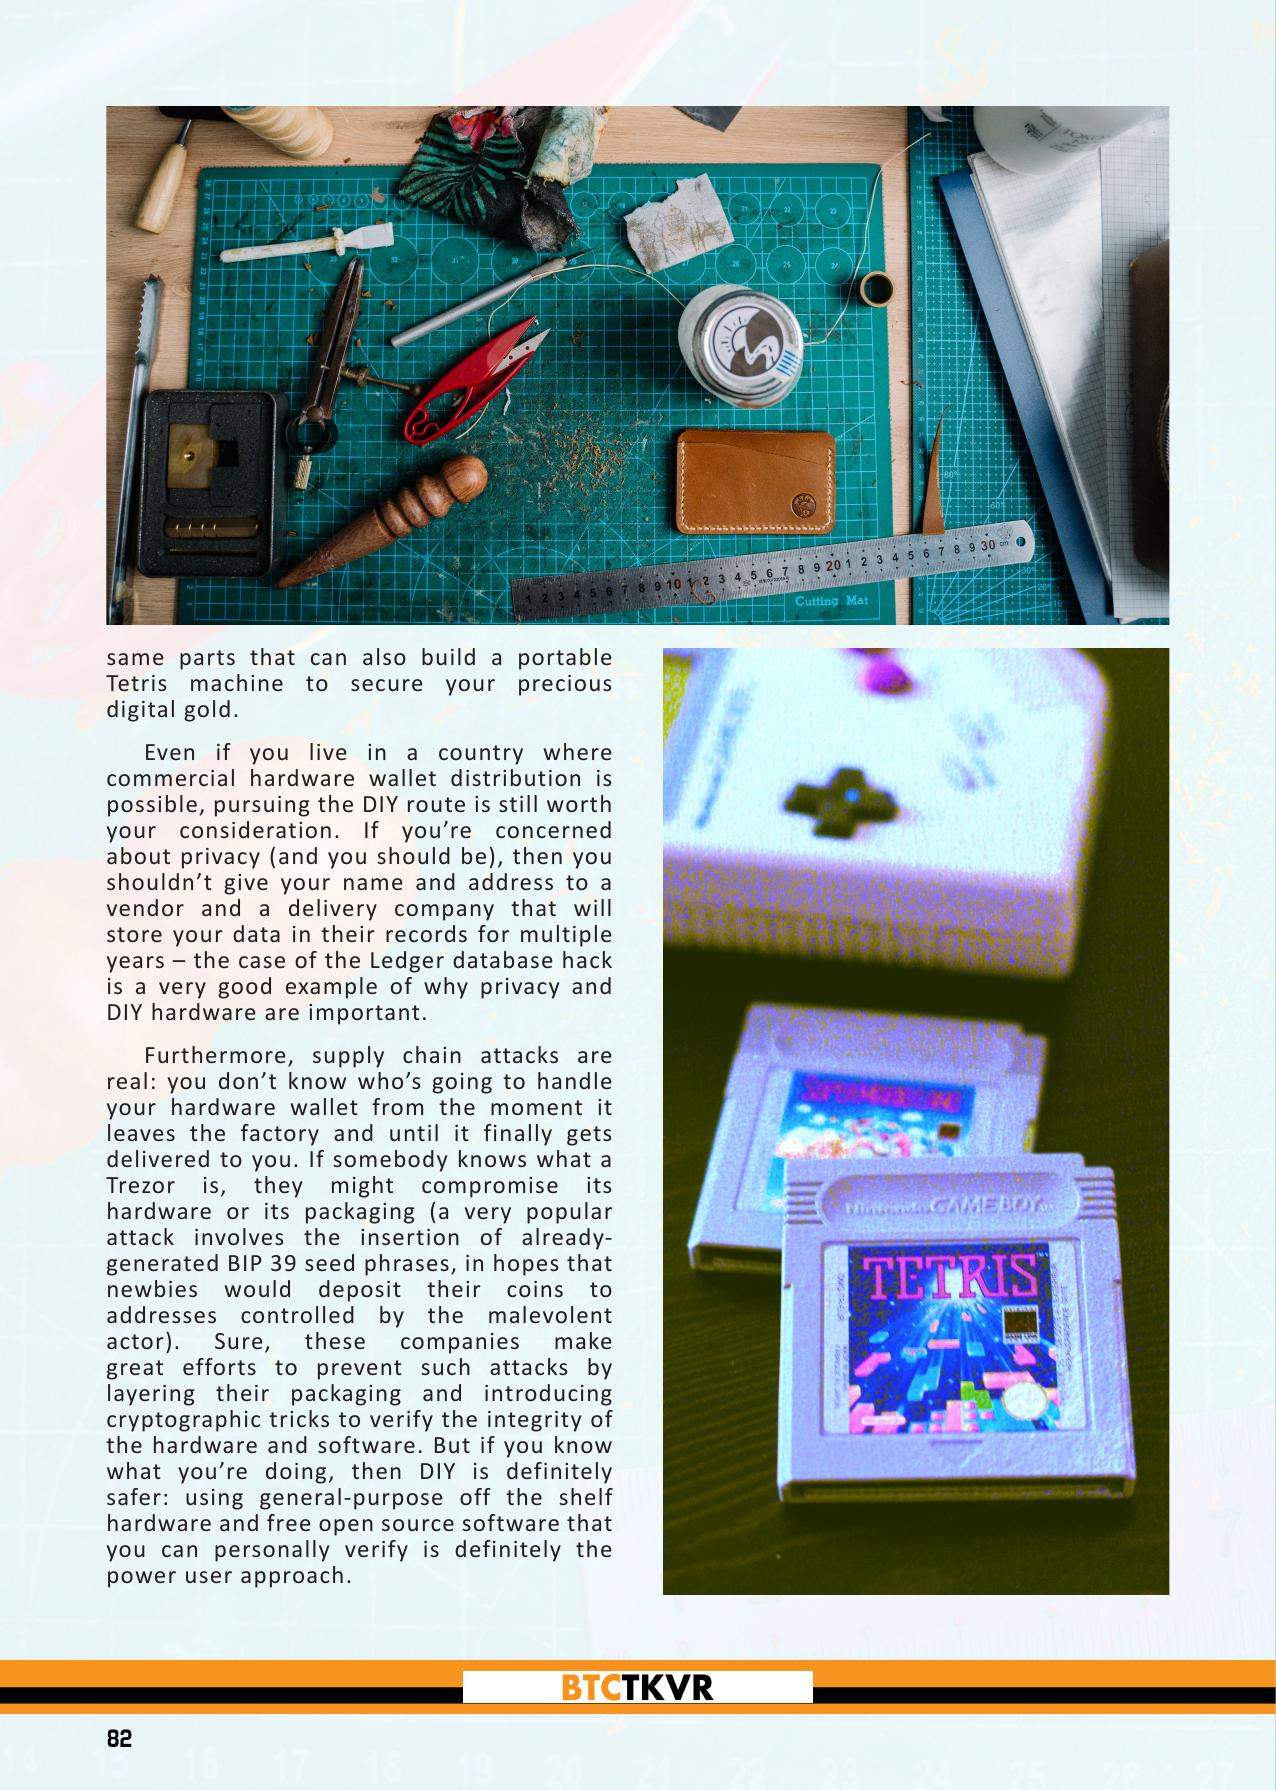 Cutting Mat
same parts that can also build a portable
Tetris machine to secure your precious
digital gold.
Even if you live in a country where
commercial hardware wallet distribution is
possible, pursuing the DIY route is still worth
your consideration. If you’re concerned
about privacy (and you should be), then you
shouldn’t give your name and address to a
vendor and a delivery company that will
store your data in their records for multiple
years – the case of the Ledger database hack
is a very good example of why privacy and
DIY hardware are important.
Furthermore, supply chain attacks are
real: you don’t know who’s going to handle
your hardware wallet from the moment it
leaves the factory and until it finally gets
delivered to you. If somebody knows what a
Trezor is, they might compromise its
hardware or its packaging (a very popular
attack involves the insertion of already-
generated BIP 39 seed phrases, in hopes that
newbies would deposit their coins to
addresses controlled by the malevolent
actor). Sure, these companies make
great efforts to prevent such attacks by
layering their packaging and introducing
cryptographic tricks to verify the integrity of
the hardware and software. But if you know
what you’re doing, then DIY is definitely
safer: using general-purpose off the shelf
hardware and free open source software that
you can personally verify is definitely the
power user approach.
Nintendo GAME BOY
TETRIS
BTCTKVR
82